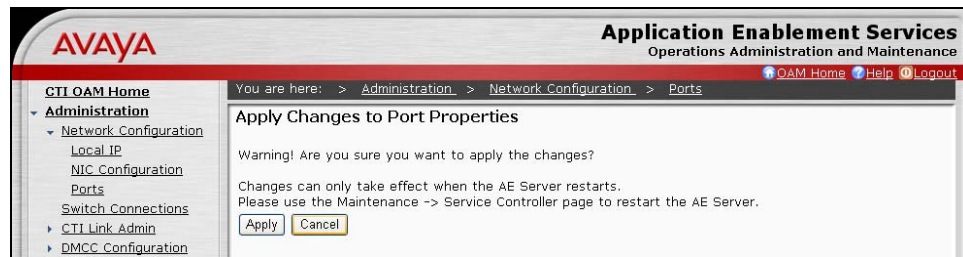 AVAYA
Application Enablement Services
Operations Administration and Maintenance
OAM Home Help Logout
CTI OAM Home
Administration
Network Configuration
Local IP
NIC Configuration
Ports
Switch Connections
CTI Link Admin
DMCC Configuration
You are here: > Administration > Network Configuration > Ports
Apply Changes to Port Properties
Warning! Are you sure you want to apply the changes?
Changes can only take effect when the AE Server restarts.
Please use the Maintenance -> Service Controller page to restart the AE Server.
Apply Cancel